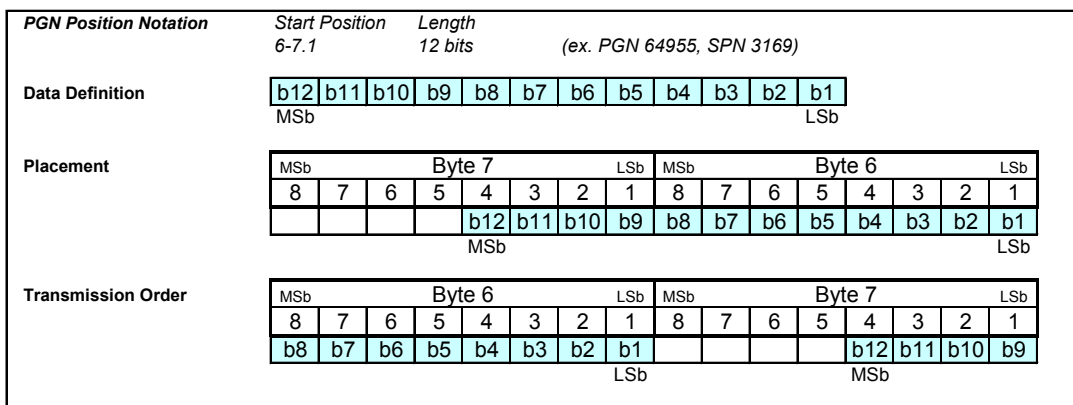 PGN Position Notation Start Position Length
6-7.1 12 bits (ex. PGN 64955, SPN 3169)
Data Definition b12 b11 b10 b9 b8 b7 b6 b5 b4 b3 b2 b1
MSb LSb
Placement MSb Byte 7 LSb MSb Byte 6 LSb
8 7 6 5 4 3 2 1 8 7 6 5 4 3 2 1
b12 b11 b10 b9 b8 b7 b6 b5 b4 b3 b2 b1
MSb LSb
Transmission Order MSb Byte 6 LSb MSb Byte 7 LSb
8 7 6 5 4 3 2 1 8 7 6 5 4 3 2 1
b8 b7 b6 b5 b4 b3 b2 b1 b12 b11 b10 b9
LSb MSb